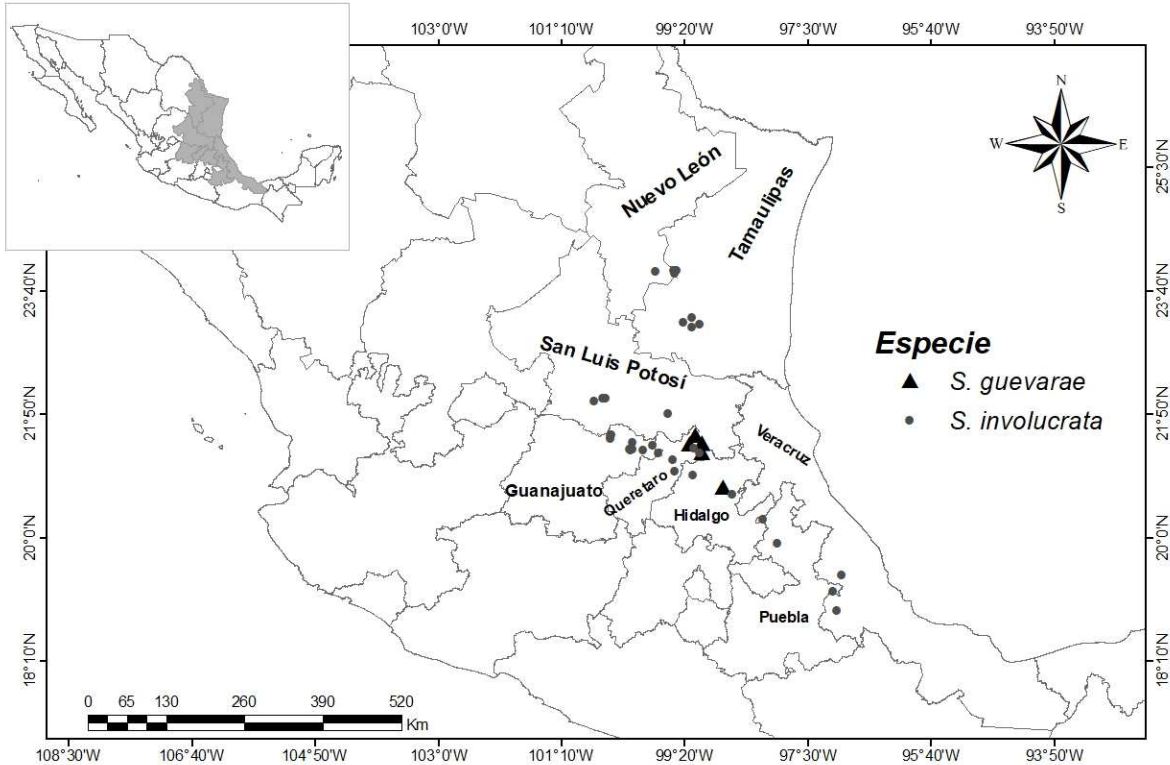 103°0'W 101°10'W 99°20'W 97°30'W 95°40'W 93°50'W
N
W E
S
25°30'N 25°30'N
Nuevo León
Tamaulipas
23°40'N 23°40'N
Especie
San Luis Potosí
S. guevarae
21°50'N 21°50'N
S. involucrata
Veracruz
Guanajuato
Queretaro
Hidalgo
20°0'N 20°0'N
Puebla
18°10'N 18°10'N
0 65 130 260 390 520
Km
108°30'W 106°40'W 104°50'W 103°0'W 101°10'W 99°20'W 97°30'W 95°40'W 93°50'W